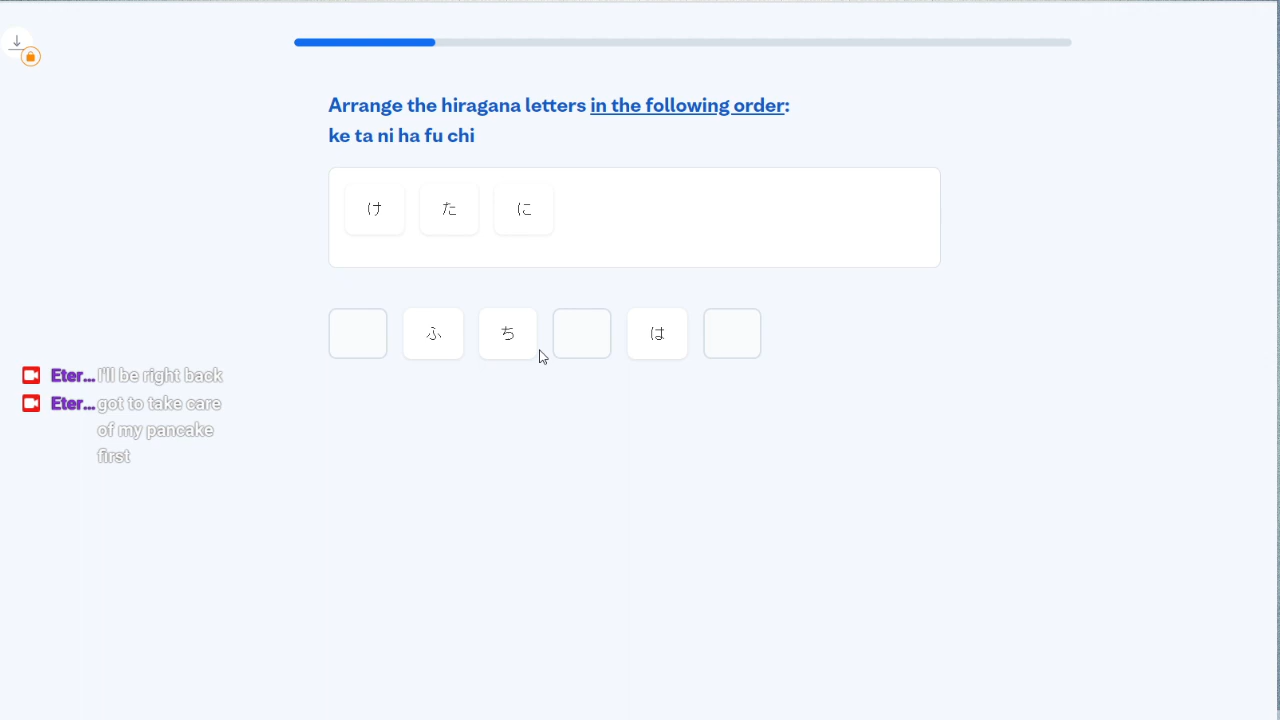 Arrange the hiragana letters in the following order:
ke ta ni ha fu chi
け た に
ふ ち は
Eter... I'll be right back
Eter... got to take care
of my pancake
first